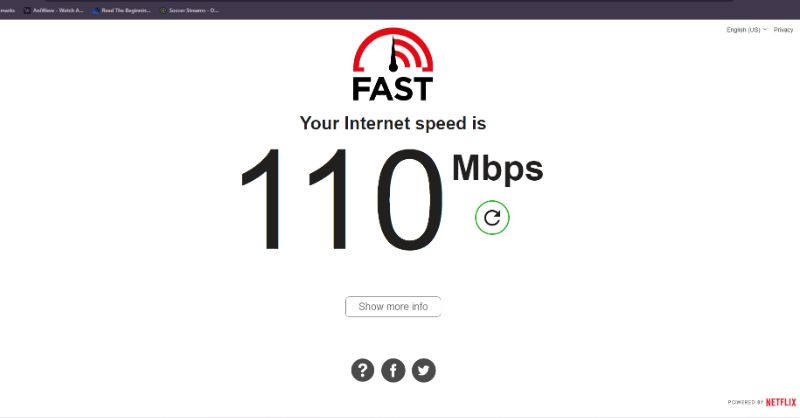 AniWave - Watch A... Read The Beginnin... Soccer Streams - O...
English (US) Privacy
FAST
Your Internet speed is
110 Mbps
Show more info
POWERED BY NETFLIX